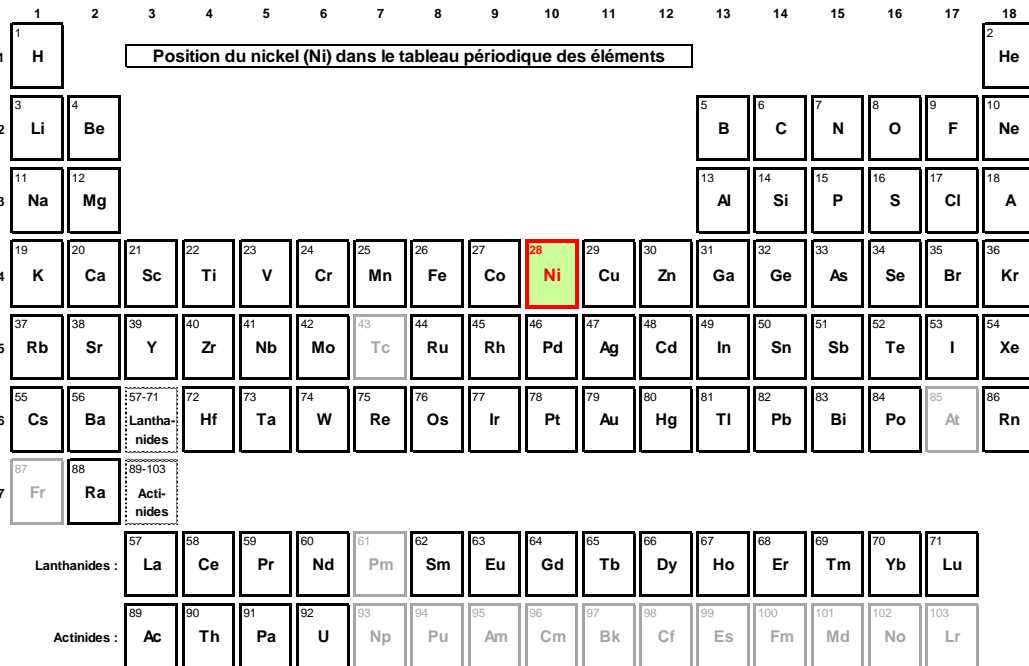 1 2 3 4 5 6 7 8 9 10 11 12 13 14 15 16 17 18
1 2
1 H Position du nickel (Ni) dans le tableau périodique des éléments He
3 4 5 6 7 8 9 10
2 Li Be B C N O F Ne
11 12 13 14 15 16 17 18
3 Na Mg Al Si P S Cl A
19 20 21 22 23 24 25 26 27 28 29 30 31 32 33 34 35 36
4 K Ca Sc Ti V Cr Mn Fe Co Ni Cu Zn Ga Ge As Se Br Kr
37 38 39 40 41 42 43 44 45 46 47 48 49 50 51 52 53 54
5 Rb Sr Y Zr Nb Mo Tc Ru Rh Pd Ag Cd In Sn Sb Te I Xe
55 56 57-71 72 73 74 75 76 77 78 79 80 81 82 83 84 85 86
6 Cs Ba Lantha- Hf Ta W Re Os Ir Pt Au Hg Tl Pb Bi Po At Rn
nides
87 88 89-103
7 Fr Ra Acti-
nides
57 58 59 60 61 62 63 64 65 66 67 68 69 70 71
Lanthanides : La Ce Pr Nd Pm Sm Eu Gd Tb Dy Ho Er Tm Yb Lu
89 90 91 92 93 94 95 96 97 98 99 100 101 102 103
Actinides : Ac Th Pa U Np Pu Am Cm Bk Cf Es Fm Md No Lr